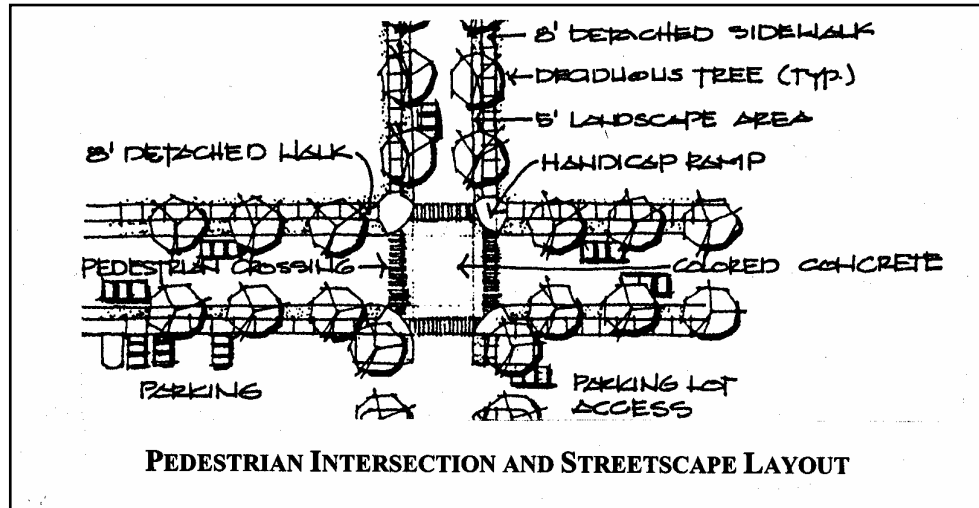 8' DETACHED SIDEWALK
DECIDUOUS TREE (TYP.)
5' LANDSCAPE AREA
8' DETACHED WALK
HANDICAP RAMP
PEDESTRIAN CROSSING
COLORED CONCRETE
PARKING
PARKING LOT
ACCESS
PEDESTRIAN INTERSECTION AND STREETSCAPE LAYOUT